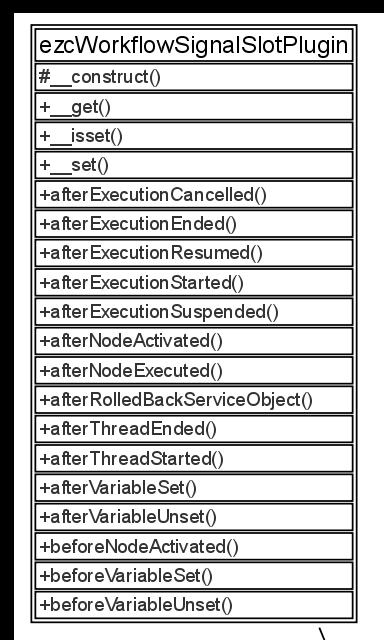 ezcWorkflowSignalSlotPlugin
#__construct()
+__get()
+__isset()
+__set()
+afterExecutionCancelled()
+afterExecutionEnded()
+afterExecutionResumed()
+afterExecutionStarted()
+afterExecutionSuspended()
+afterNodeActivated()
+afterNodeExecuted()
+afterRolledBackServiceObject()
+afterThreadEnded()
+afterThreadStarted()
+afterVariableSet()
+afterVariableUnset()
+beforeNodeActivated()
+beforeVariableSet()
+beforeVariableUnset()